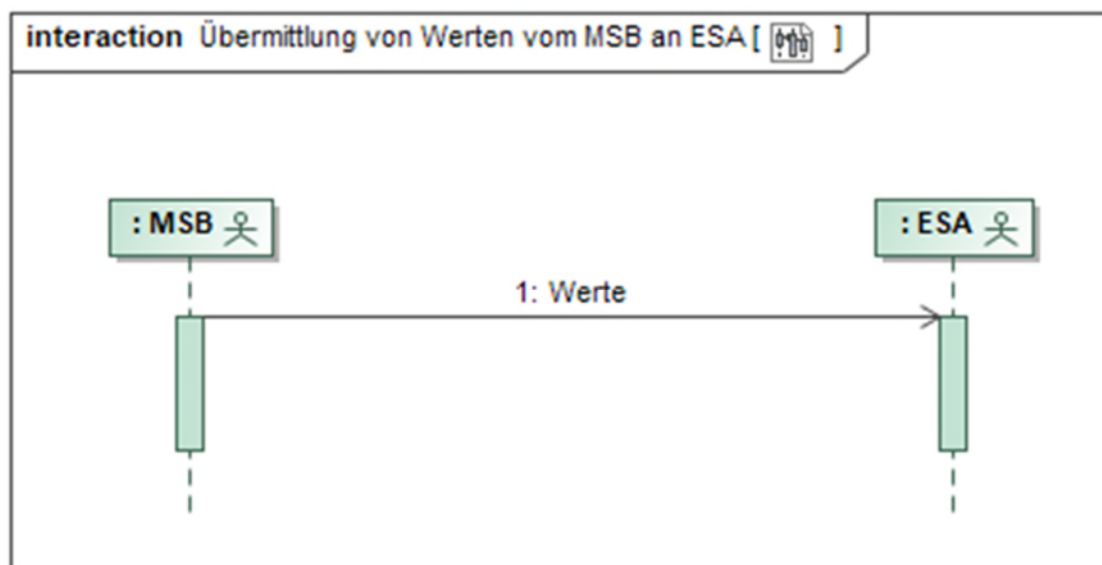 interaction Übermittlung von Werten vom MSB an ESA [ ]
: MSB
: ESA
1: Werte